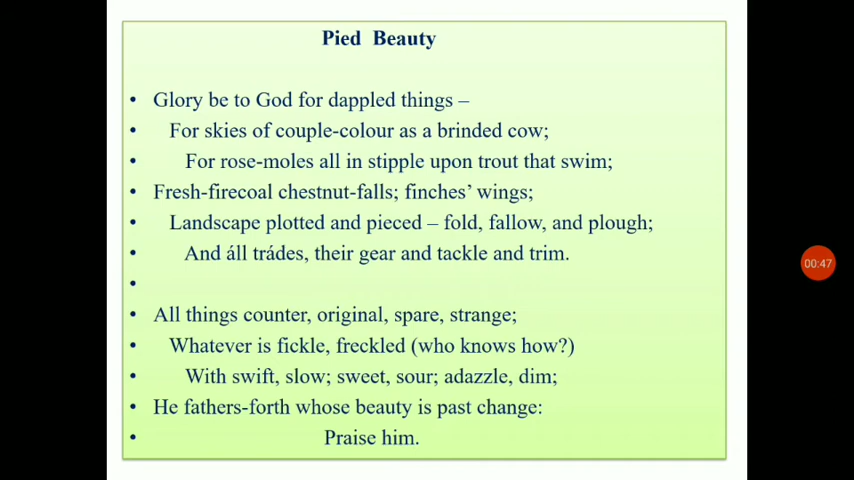 Pied Beauty
• Glory be to God for dappled things –
• For skies of couple-colour as a brinded cow;
• For rose-moles all in stipple upon trout that swim;
• Fresh-firecoal chestnut-falls; finches’ wings;
• Landscape plotted and pieced – fold, fallow, and plough;
• And áll trádes, their gear and tackle and trim.
•
• All things counter, original, spare, strange;
• Whatever is fickle, freckled (who knows how?)
• With swift, slow; sweet, sour; adazzle, dim;
• He fathers-forth whose beauty is past change:
• Praise him.
00:47